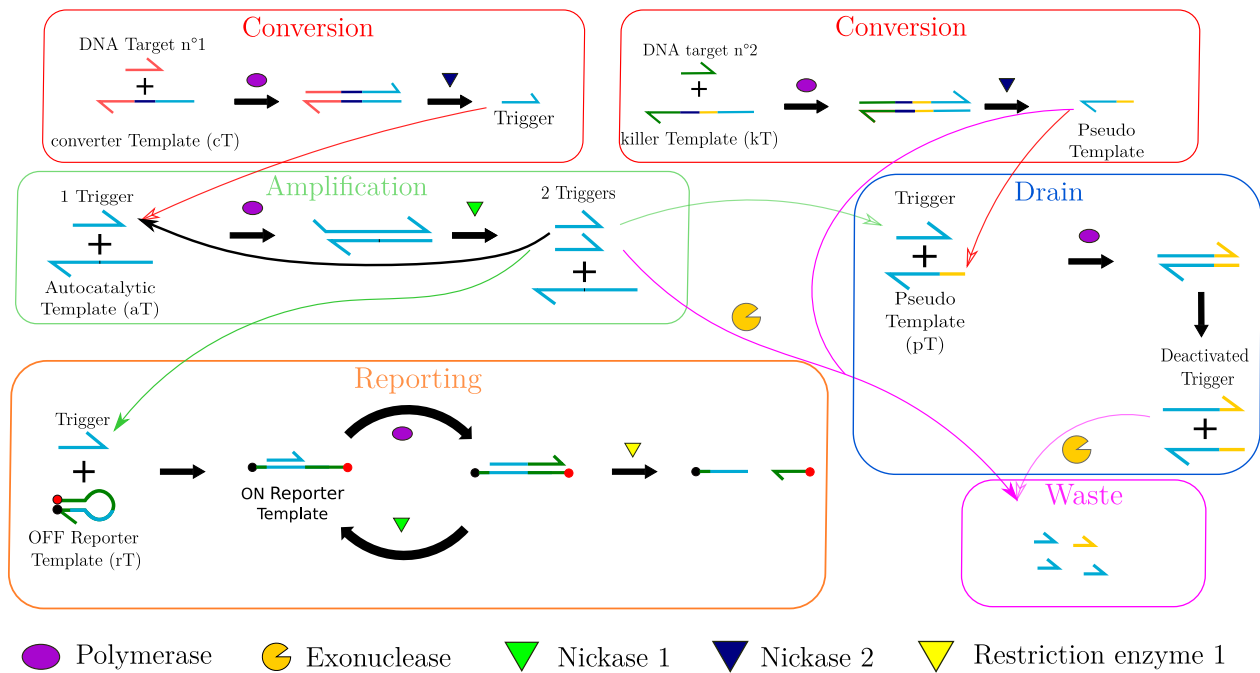 Conversion
DNA Target n°1
+
converter Template (cT)
Trigger
Conversion
DNA target n°2
+
killer Template (kT)
Pseudo
Template
Amplification
1 Trigger
+
Autocatalytic
Template (aT)
2 Triggers
+
Drain
Trigger
+
Pseudo
Template
(pT)
Deactivated
Trigger
+
Reporting
Trigger
+
OFF Reporter
Template (rT)
ON Reporter
Template
Waste
Polymerase
Exonuclease
Nickase 1
Nickase 2
Restriction enzyme 1